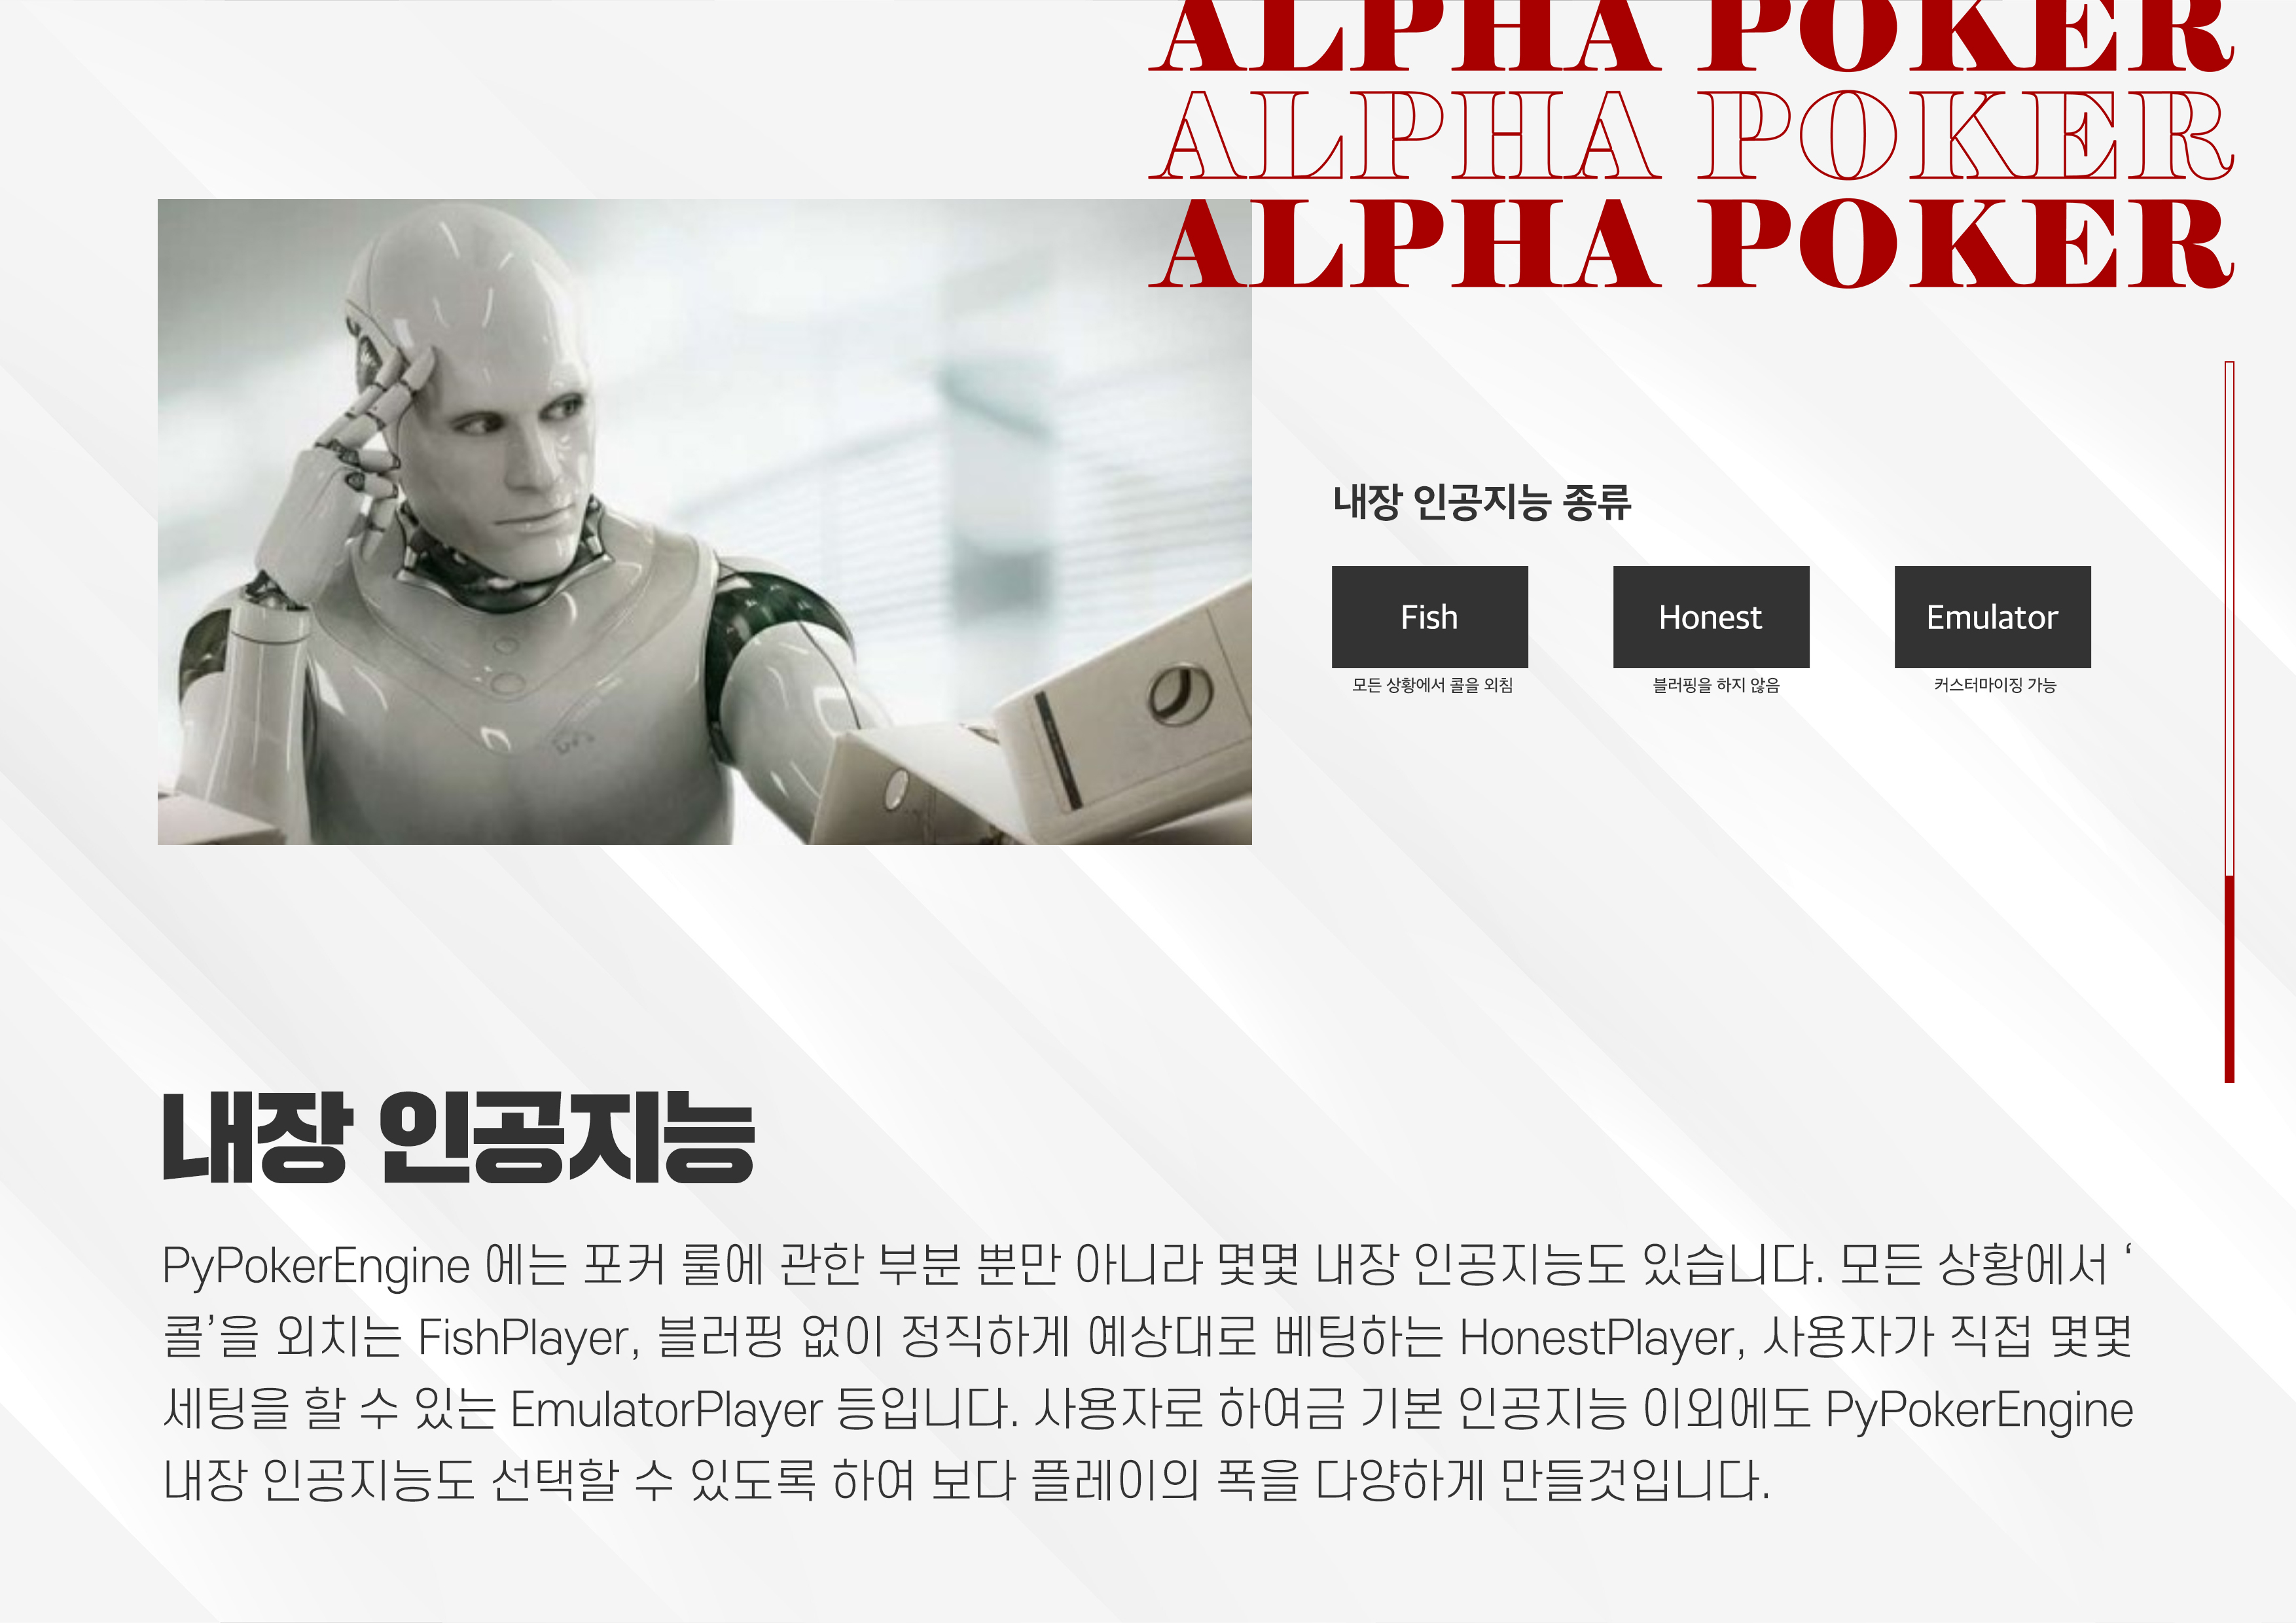 ALPHA POKER
ALPHA POKER
ALPHA POKER
내장 인공지능 종류
Fish
Honest
Emulator
모든 상황에서 콜을 외침
블러핑을 하지 않음
커스터마이징 가능
내장 인공지능
PyPokerEngine 에는 포커 룰에 관한 부분 뿐만 아니라 몇몇 내장 인공지능도 있습니다. 모든 상황에서 ‘
콜’을 외치는 FishPlayer, 블러핑 없이 정직하게 예상대로 베팅하는 HonestPlayer, 사용자가 직접 몇몇
세팅을 할 수 있는 EmulatorPlayer 등입니다. 사용자로 하여금 기본 인공지능 이외에도 PyPokerEngine
내장 인공지능도 선택할 수 있도록 하여 보다 플레이의 폭을 다양하게 만들것입니다.